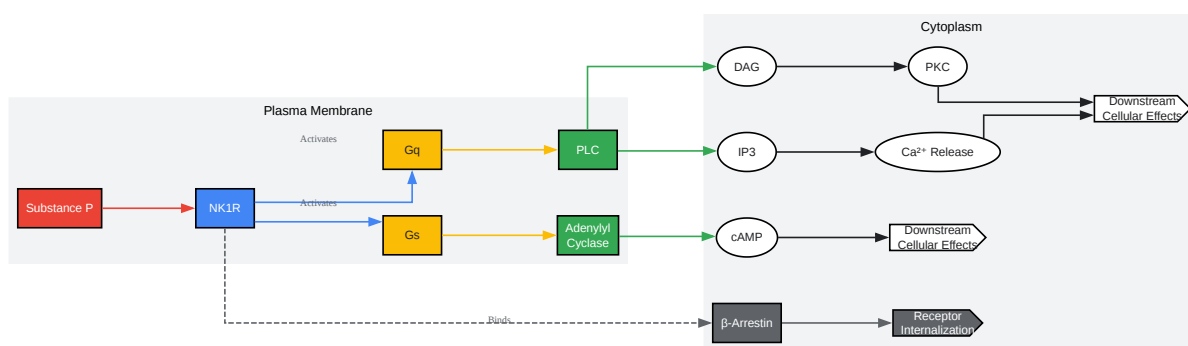 Cytoplasm
DAG
PKC
Downstream
Cellular Effects
Plasma Membrane
Activates
Gq
PLC
IP3
Ca²⁺ Release
Substance P
NK1R
Activates
Gs
Adenylyl
Cyclase
cAMP
Downstream
Cellular Effects
Binds
β-Arrestin
Receptor
Internalization